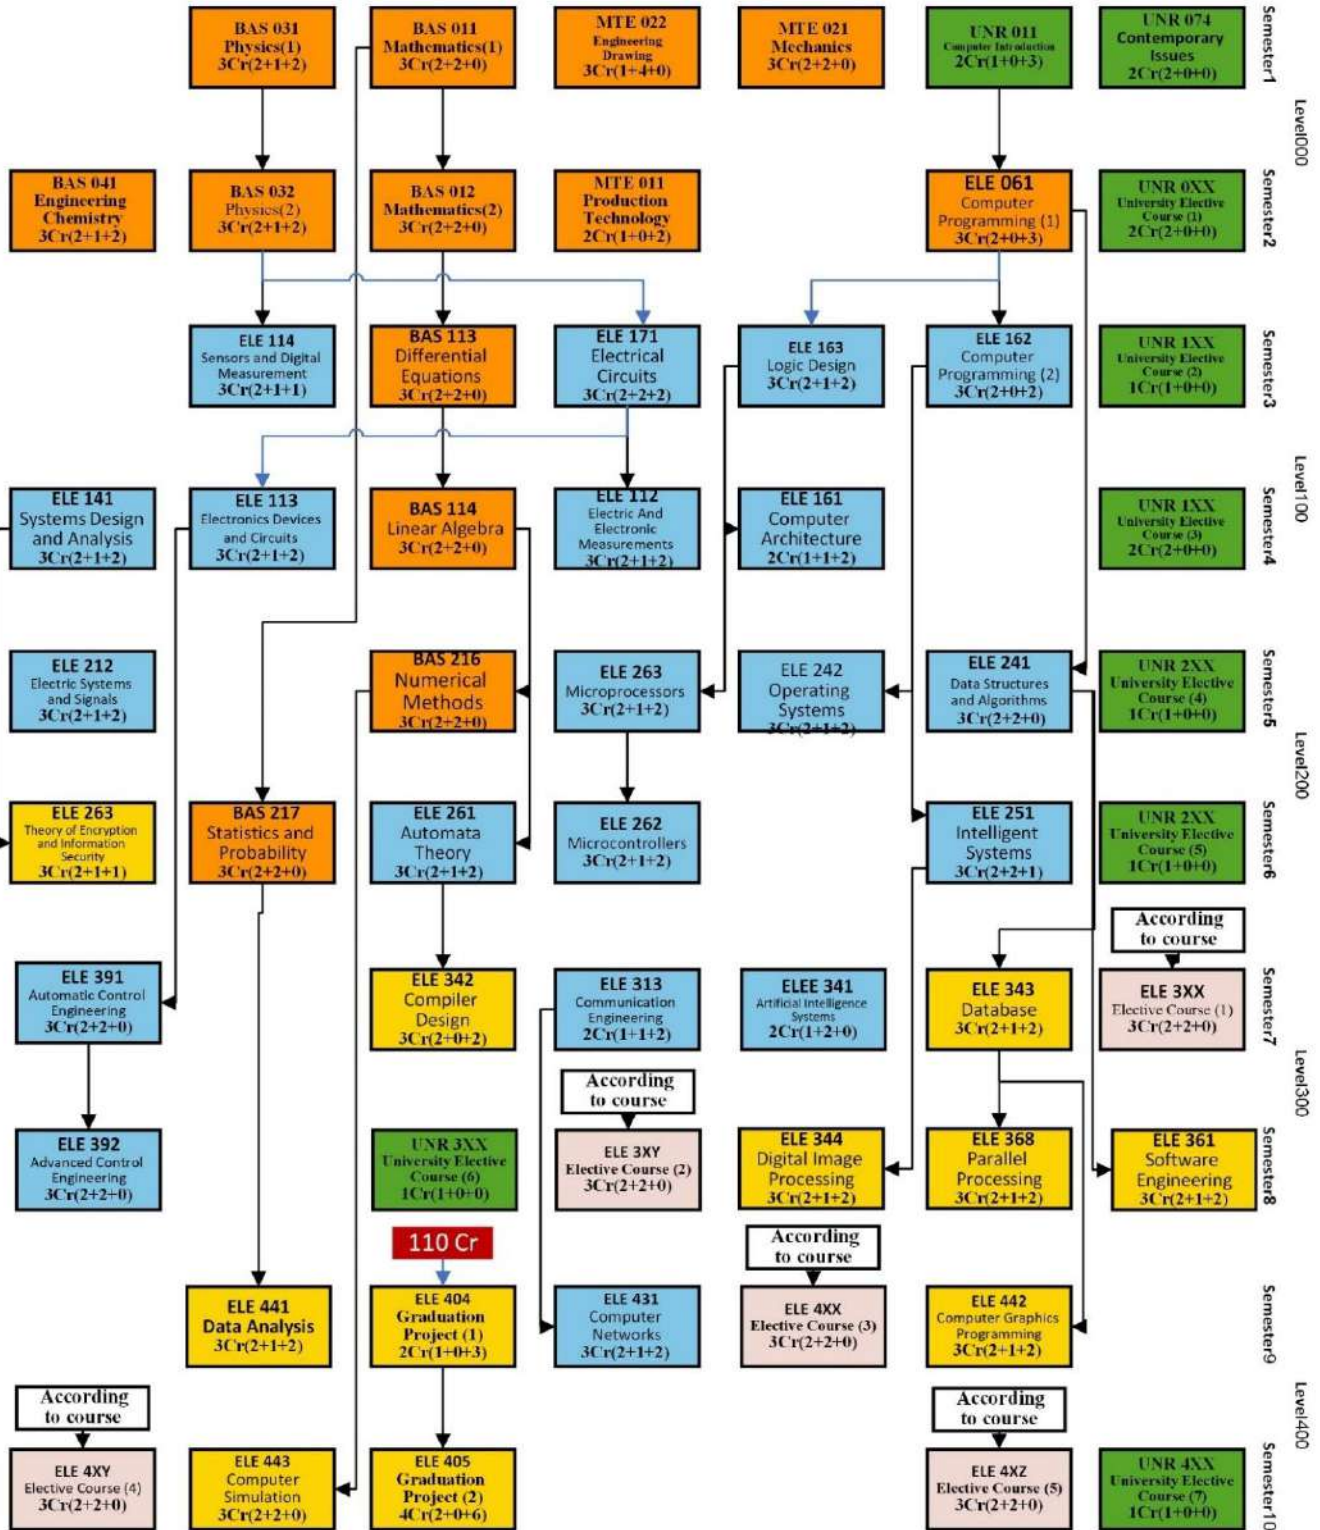 BAS 031
Physics(1)
3Cr(2+1+2)
BAS 011
Mathematics(1)
3Cr(2+2+0)
MTE 022
Engineering
Drawing
3Cr(1+4+0)
MTE 021
Mechanics
3Cr(2+2+0)
UNR 011
Computer Introduction
2Cr(1+0+3)
UNR 074
Contemporary
Issues
2Cr(2+0+0)
Semester1
Level000
BAS 041
Engineering
Chemistry
3Cr(2+1+2)
BAS 032
Physics(2)
3Cr(2+1+2)
BAS 012
Mathematics(2)
3Cr(2+2+0)
MTE 011
Production
Technology
2Cr(1+0+2)
ELE 061
Computer
Programming (1)
3Cr(2+0+3)
UNR 0XX
University Elective
Course (1)
2Cr(2+0+0)
Semester2
ELE 114
Sensors and Digital
Measurement
3Cr(2+1+1)
BAS 113
Differential
Equations
3Cr(2+2+0)
ELE 171
Electrical
Circuits
3Cr(2+2+2)
ELE 163
Logic Design
3Cr(2+1+2)
ELE 162
Computer
Programming (2)
3Cr(2+0+2)
UNR 1XX
University Elective
Course (2)
1Cr(1+0+0)
Semester3
Level100
ELE 141
Systems Design
and Analysis
3Cr(2+1+2)
ELE 113
Electronics Devices
and Circuits
3Cr(2+1+2)
BAS 114
Linear Algebra
3Cr(2+2+0)
ELE 112
Electric And
Electronic
Measurements
3Cr(2+1+2)
ELE 161
Computer
Architecture
2Cr(1+1+2)
UNR 1XX
University Elective
Course (3)
2Cr(2+0+0)
Semester4
ELE 212
Electric Systems
and Signals
3Cr(2+1+2)
BAS 216
Numerical
Methods
3Cr(2+2+0)
ELE 263
Microprocessors
3Cr(2+1+2)
ELE 242
Operating
Systems
3Cr(2+1+2)
ELE 241
Data Structures
and Algorithms
3Cr(2+2+0)
UNR 2XX
University Elective
Course (4)
1Cr(1+0+0)
Semester5
Level200
ELE 263
Theory of Encryption
and Information
Security
3Cr(2+1+1)
BAS 217
Statistics and
Probability
3Cr(2+2+0)
ELE 261
Automata
Theory
3Cr(2+1+2)
ELE 262
Microcontrollers
3Cr(2+1+2)
ELE 251
Intelligent
Systems
3Cr(2+2+1)
UNR 2XX
University Elective
Course (5)
1Cr(1+0+0)
Semester6
According
to course
ELE 391
Automatic Control
Engineering
3Cr(2+2+0)
ELE 342
Compiler
Design
3Cr(2+0+2)
ELE 313
Communication
Engineering
2Cr(1+1+2)
ELEE 341
Artificial Intelligence
Systems
2Cr(1+2+0)
ELE 343
Database
3Cr(2+1+2)
ELE 3XX
Elective Course (1)
3Cr(2+2+0)
Semester7
Level300
According
to course
ELE 392
Advanced Control
Engineering
3Cr(2+2+0)
UNR 3XX
University Elective
Course (6)
1Cr(1+0+0)
ELE 3XY
Elective Course (2)
3Cr(2+2+0)
ELE 344
Digital Image
Processing
3Cr(2+1+2)
ELE 368
Parallel
Processing
3Cr(2+1+2)
ELE 361
Software
Engineering
3Cr(2+1+2)
Semester8
110 Cr
According
to course
ELE 441
Data Analysis
3Cr(2+1+2)
ELE 404
Graduation
Project (1)
2Cr(1+0+3)
ELE 431
Computer
Networks
3Cr(2+1+2)
ELE 4XX
Elective Course (3)
3Cr(2+2+0)
ELE 442
Computer Graphics
Programming
3Cr(2+1+2)
Semester9
Level400
According
to course
According
to course
ELE 4XY
Elective Course (4)
3Cr(2+2+0)
ELE 443
Computer
Simulation
3Cr(2+2+0)
ELE 405
Graduation
Project (2)
4Cr(2+0+6)
ELE 4XZ
Elective Course (5)
3Cr(2+2+0)
UNR 4XX
University Elective
Course (7)
1Cr(1+0+0)
Semester10